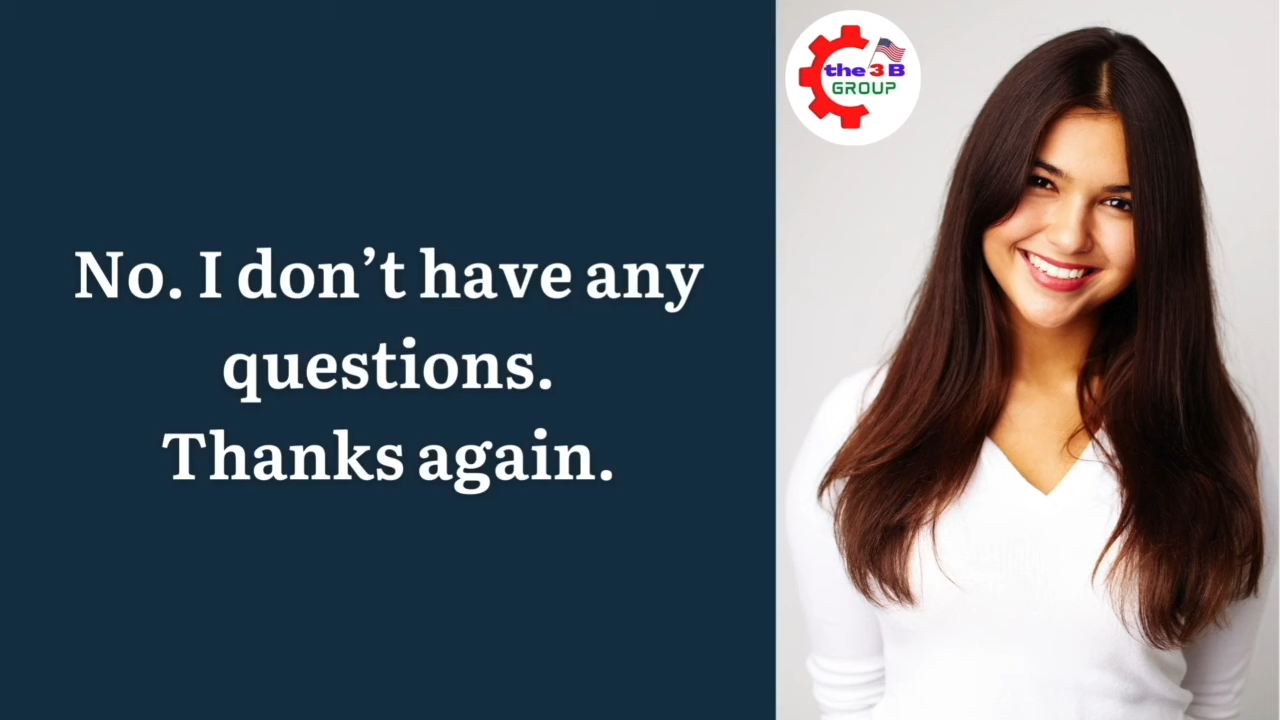 No. I don’t have any
questions.
Thanks again.
the 3 B
GROUP